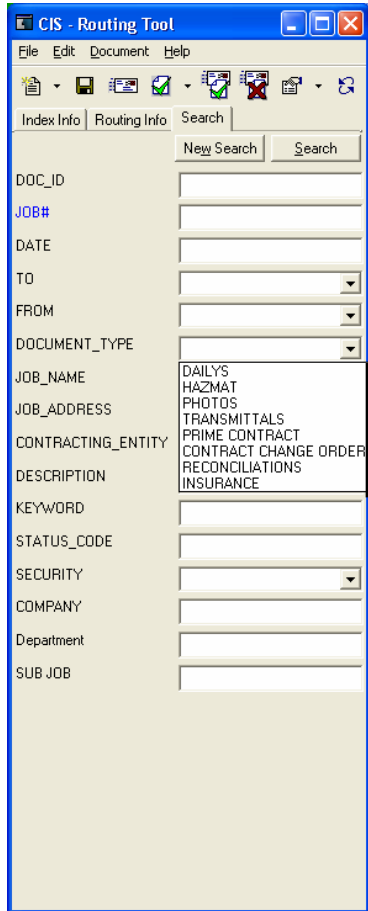 CIS - Routing Tool
File Edit Document Help
Index Info Routing Info Search
New Search Search
DOC_ID
JOB#
DATE
TO
FROM
DOCUMENT_TYPE
DAILYS
JOB_NAME
HAZMAT
PHOTOS
JOB_ADDRESS
TRANSMITTALS
PRIME CONTRACT
CONTRACTING_ENTITY
CONTRACT CHANGE ORDER
RECONCILIATIONS
DESCRIPTION
INSURANCE
KEYWORD
STATUS_CODE
SECURITY
COMPANY
Department
SUB JOB